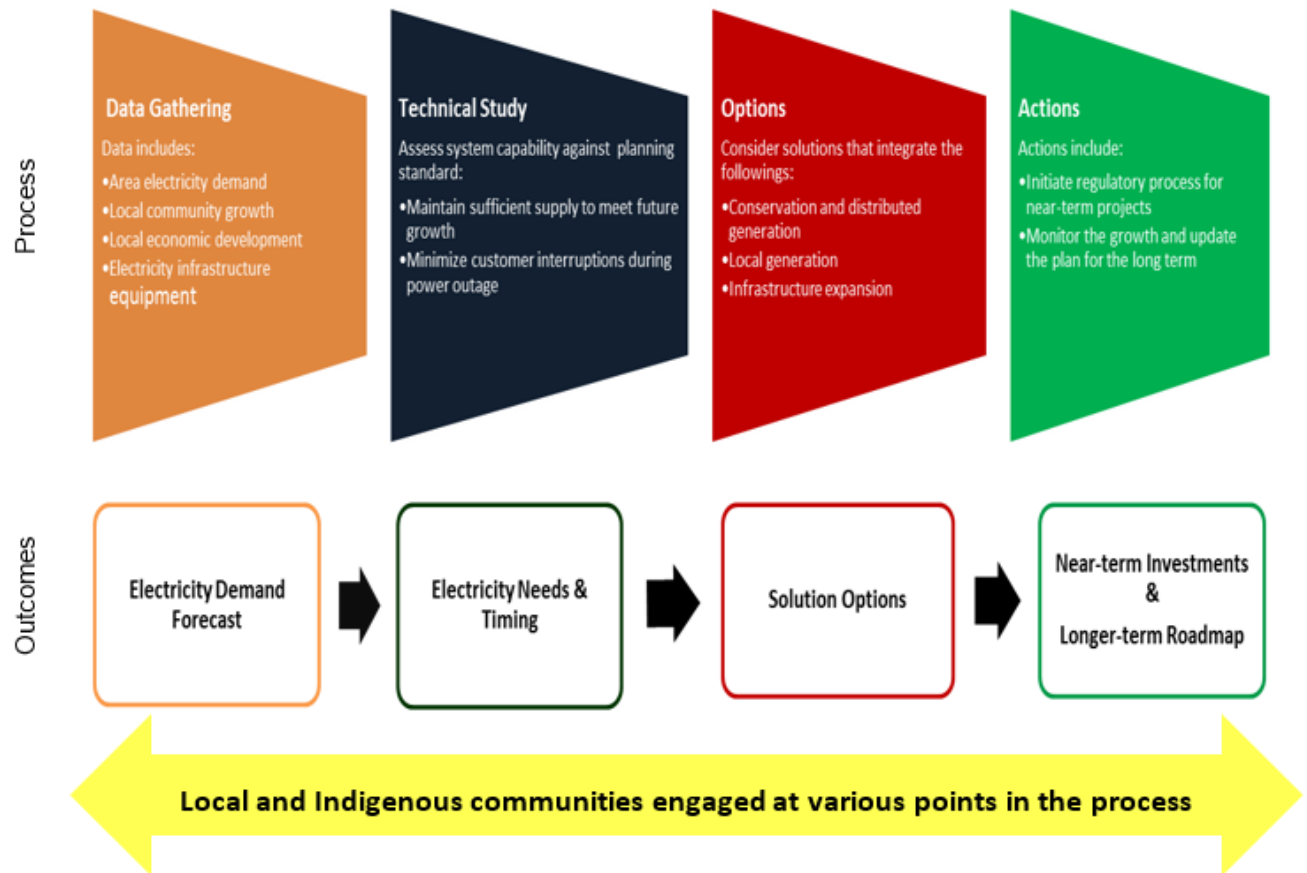 Process
Data Gathering
Data includes:
•Area electricity demand
•Local community growth
•Local economic development
•Electricity infrastructure
equipment
Technical Study
Assess system capability against planning
standard:
•Maintain sufficient supply to meet future
growth
•Minimize customer interruptions during
power outage
Options
Consider solutions that integrate the
followings:
•Conservation and distributed
generation
•Local generation
•Infrastructure expansion
Actions
Actions include:
•Initiate regulatory process for
near-term projects
•Monitor the growth and update
the plan for the long term
Outcomes
Electricity Demand
Forecast
Electricity Needs &
Timing
Solution Options
Near-term Investments
&
Longer-term Roadmap
Local and Indigenous communities engaged at various points in the process